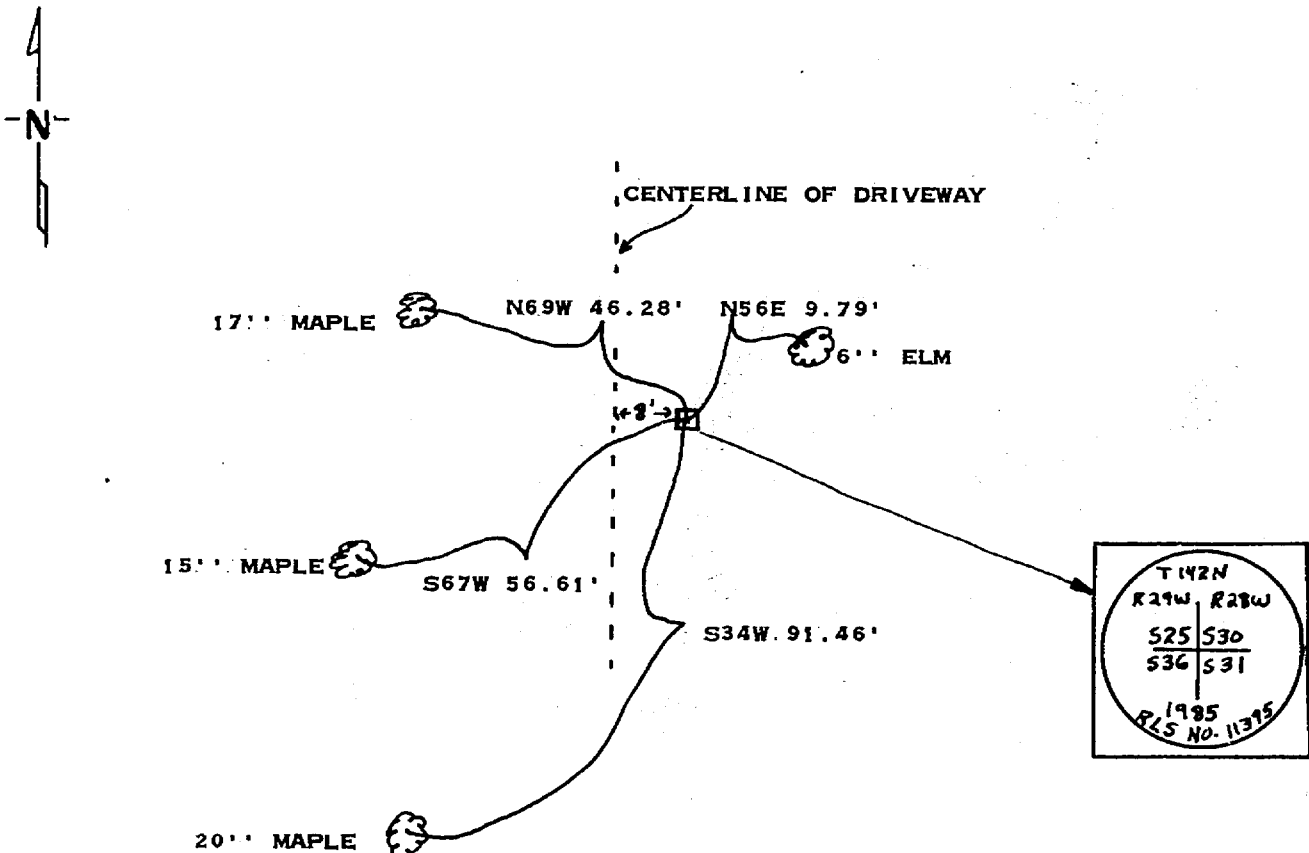 N
CENTERLINE OF DRIVEWAY
17'' MAPLE
N69W 46.28'
N56E 9.79'
6'' ELM
←8'→
15'' MAPLE
S67W 56.61'
S34W 91.46'
20'' MAPLE
T142N
R29W R28W
S25 S30
S36 S31
1985
RLS NO. 11395